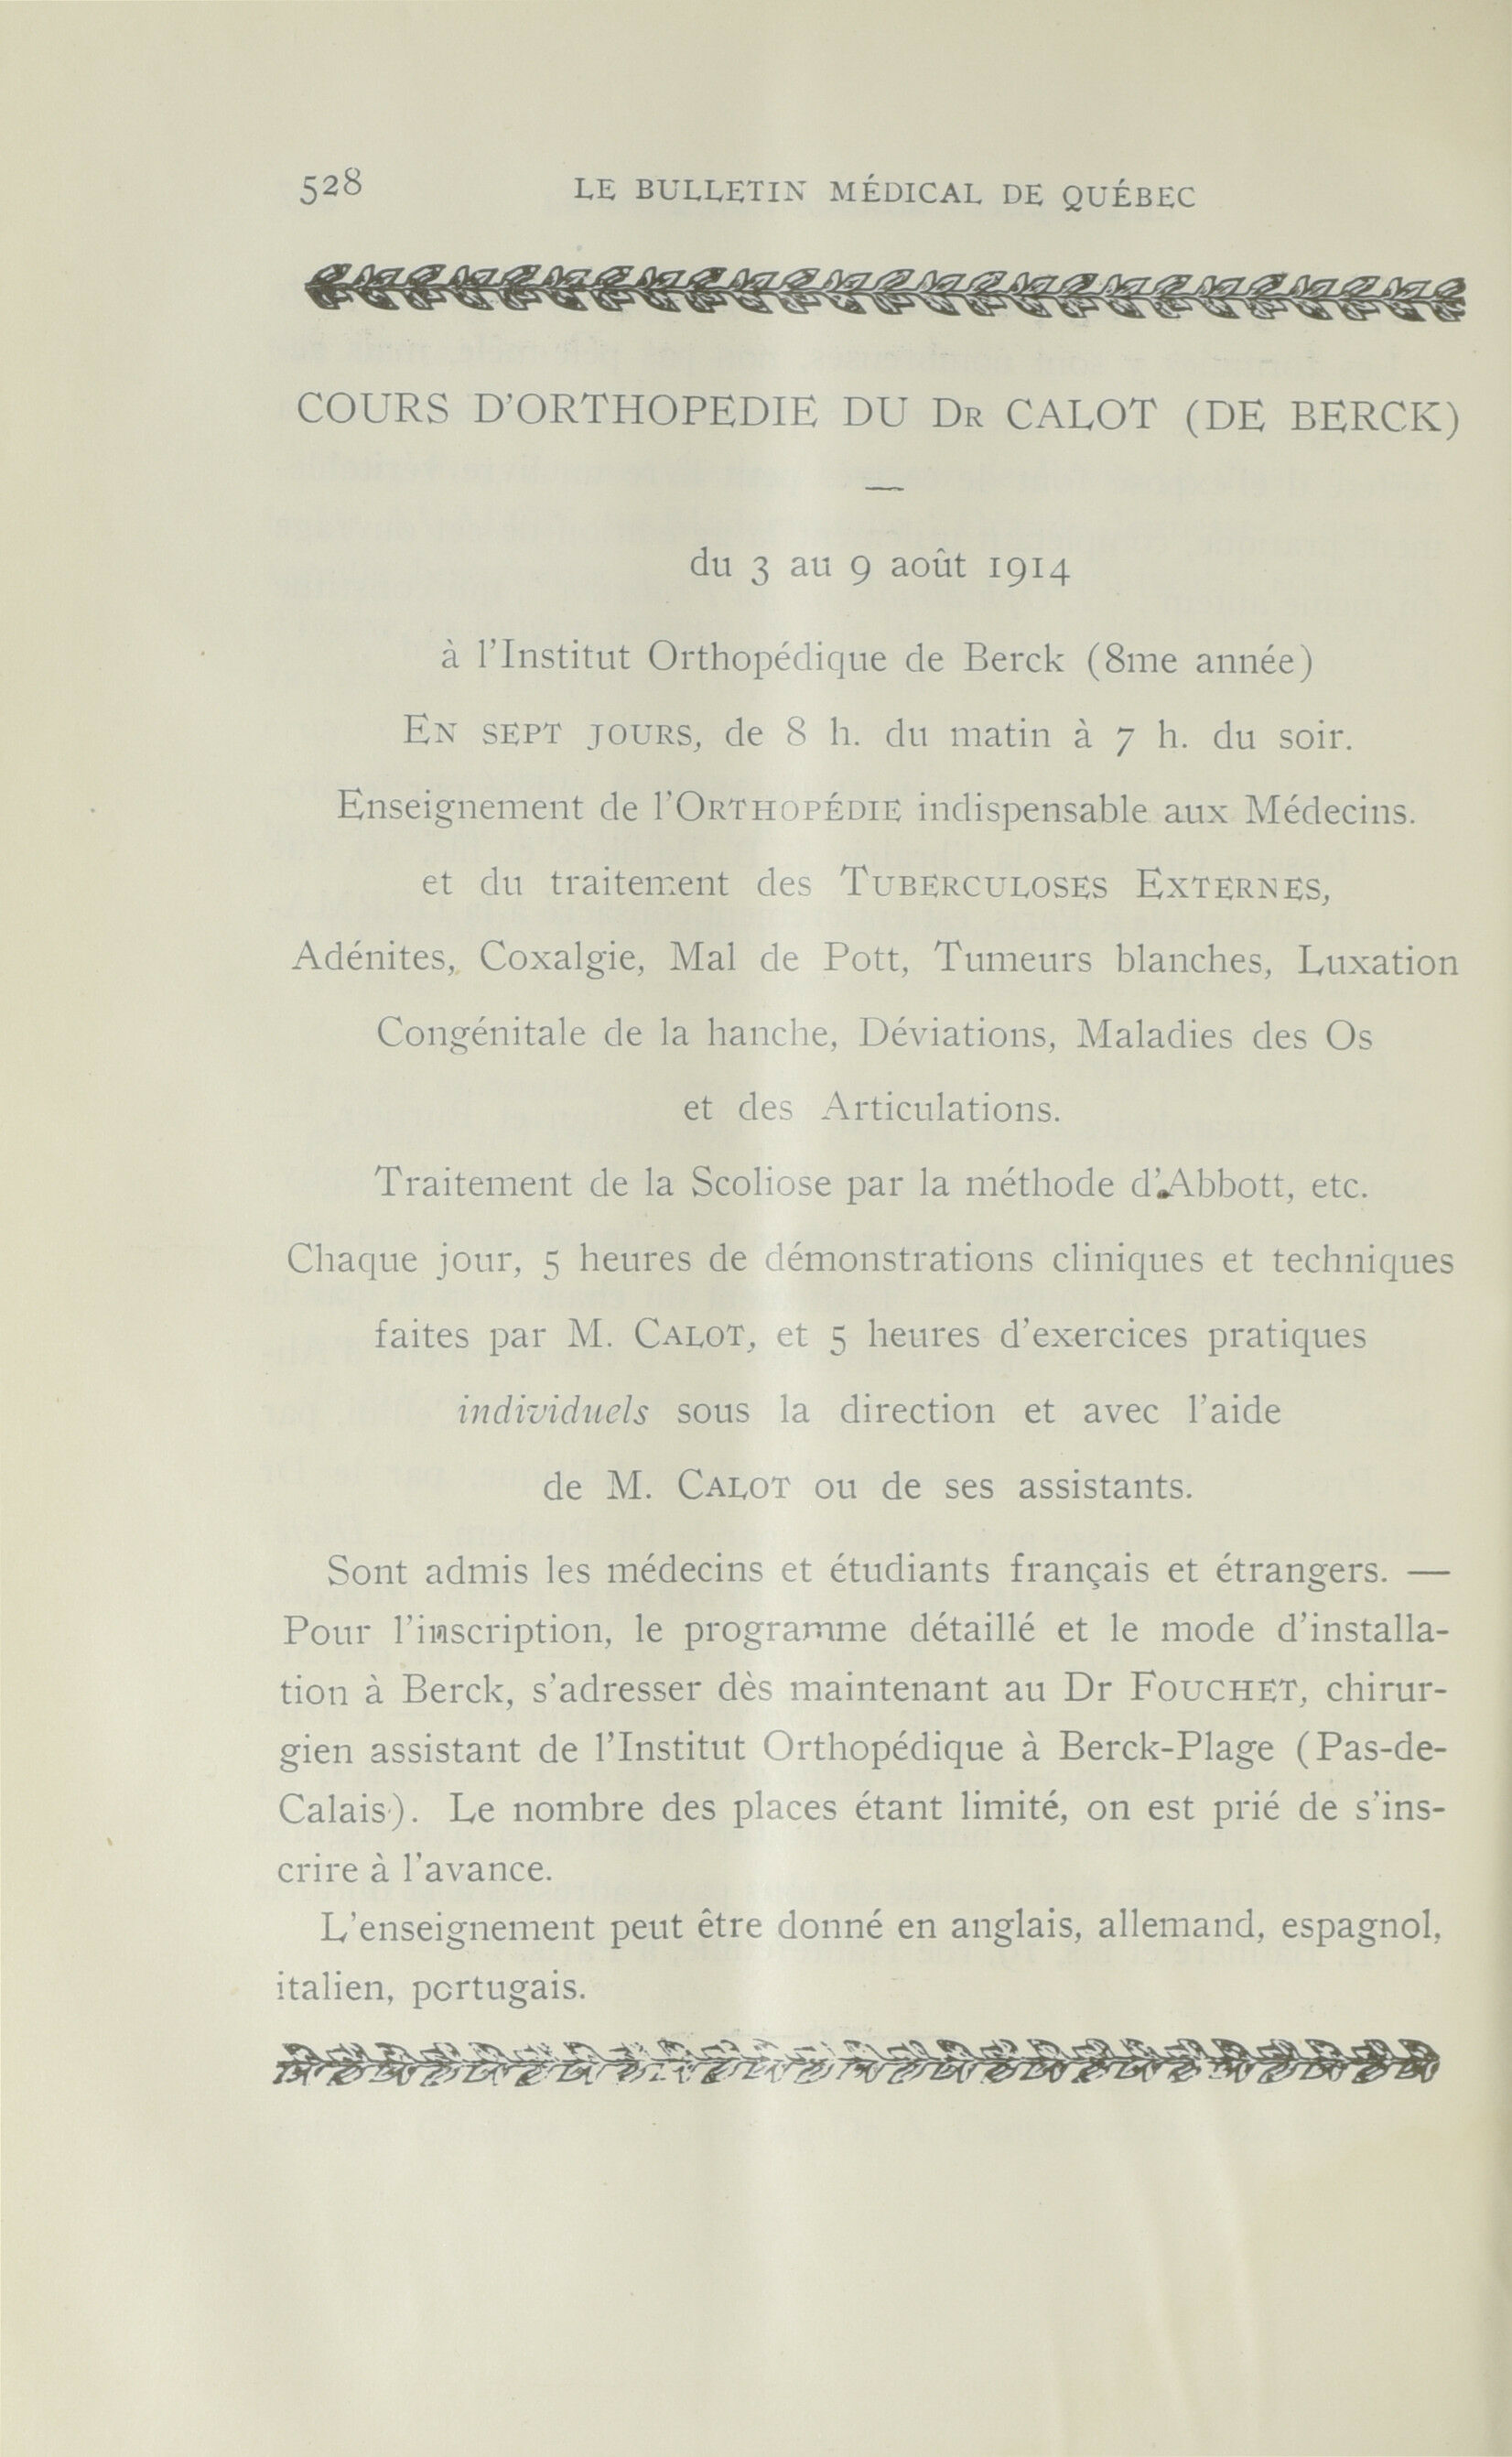 528 LE BULLETIN MÉDICAL DE QUÉBEC
COURS D'ORTHOPEDIE DU DR CALOT (DE BERCK)
—
du 3 au 9 août 1914
à l'Institut Orthopédique de Berck (8me année)
EN SEPT JOURS, de 8 h. du matin à 7 h. du soir.
Enseignement de l'ORTHOPÉDIE indispensable aux Médecins.
et du traitement des TUBERCULOSES EXTERNES,
Adénites, Coxalgie, Mal de Pott, Tumeurs blanches, Luxation
Congénitale de la hanche, Déviations, Maladies des Os
et des Articulations.
Traitement de la Scoliose par la méthode d'Abbott, etc.
Chaque jour, 5 heures de démonstrations cliniques et techniques
faites par M. CALOT, et 5 heures d'exercices pratiques
individuels sous la direction et avec l'aide
de M. CALOT ou de ses assistants.
Sont admis les médecins et étudiants français et étrangers. —
Pour l'inscription, le programme détaillé et le mode d'installa-
tion à Berck, s'adresser dès maintenant au Dr FOUCHET, chirur-
gien assistant de l'Institut Orthopédique à Berck-Plage (Pas-de-
Calais). Le nombre des places étant limité, on est prié de s'ins-
crire à l'avance.
L'enseignement peut être donné en anglais, allemand, espagnol,
italien, portugais.